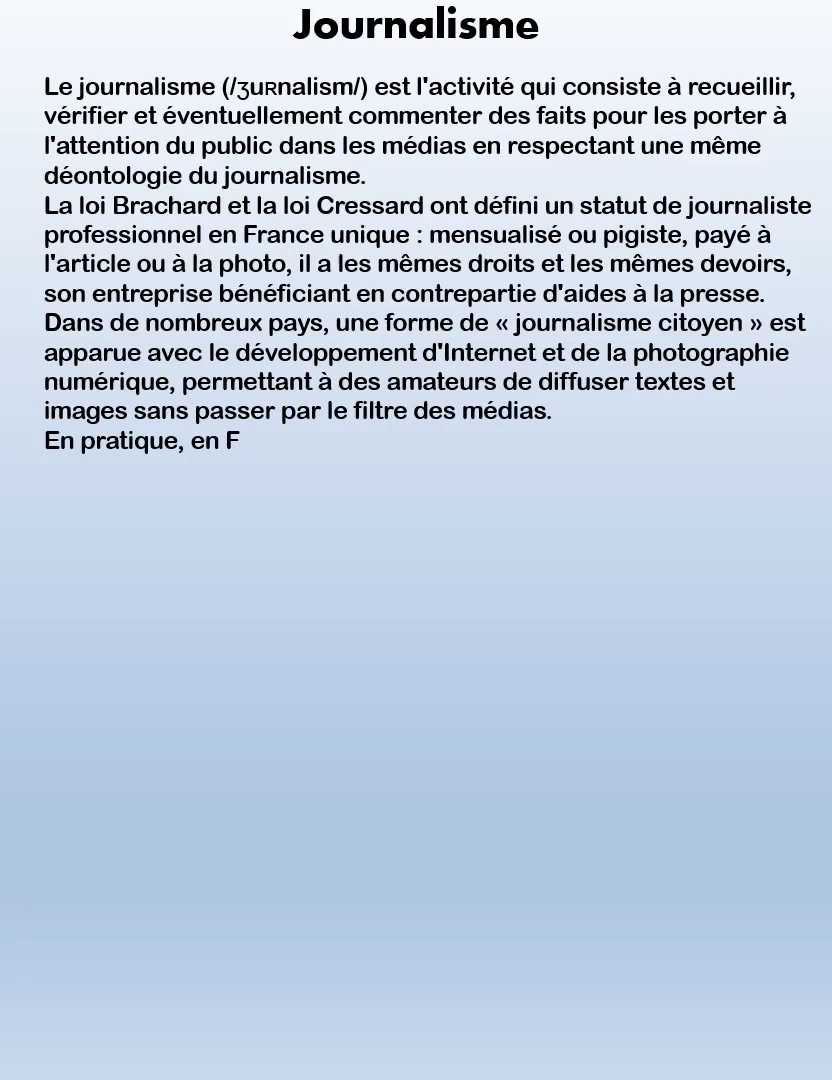 Journalisme
Le journalisme (/ʒuʀnalism/) est l'activité qui consiste à recueillir,
vérifier et éventuellement commenter des faits pour les porter à
l'attention du public dans les médias en respectant une même
déontologie du journalisme.
La loi Brachard et la loi Cressard ont défini un statut de journaliste
professionnel en France unique : mensualisé ou pigiste, payé à
l'article ou à la photo, il a les mêmes droits et les mêmes devoirs,
son entreprise bénéficiant en contrepartie d'aides à la presse.
Dans de nombreux pays, une forme de « journalisme citoyen » est
apparue avec le développement d'Internet et de la photographie
numérique, permettant à des amateurs de diffuser textes et
images sans passer par le filtre des médias.
En pratique, en F